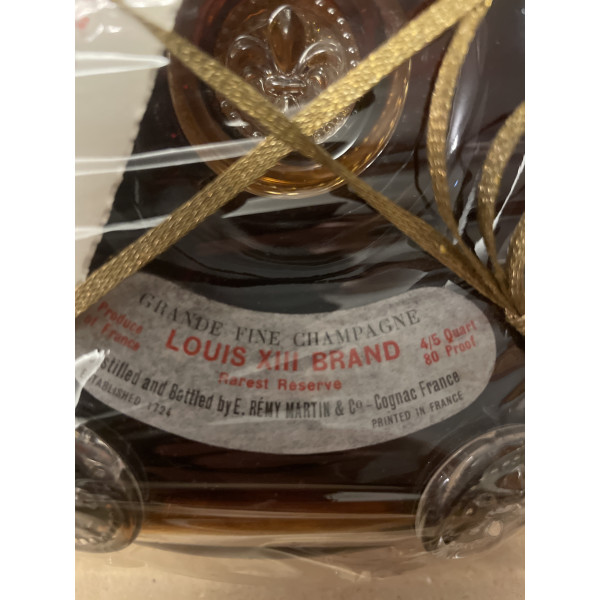 GRANDE FINE CHAMPAGNE
Produce
of France
LOUIS XIII BRAND
4/5 Quart
80 Proof
Rarest Reserve
Distilled and Bottled by E. RÉMY MARTIN & Co - Cognac France
ESTABLISHED 1724
PRINTED IN FRANCE